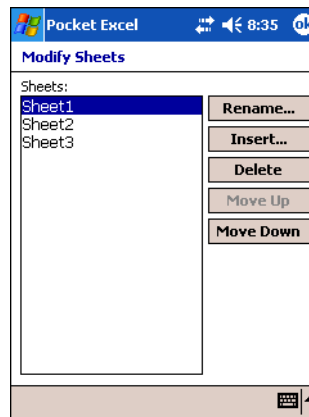 Pocket Excel 8:35 ok
Modify Sheets
Sheets:
Sheet1
Sheet2
Sheet3
Rename...
Insert...
Delete
Move Up
Move Down